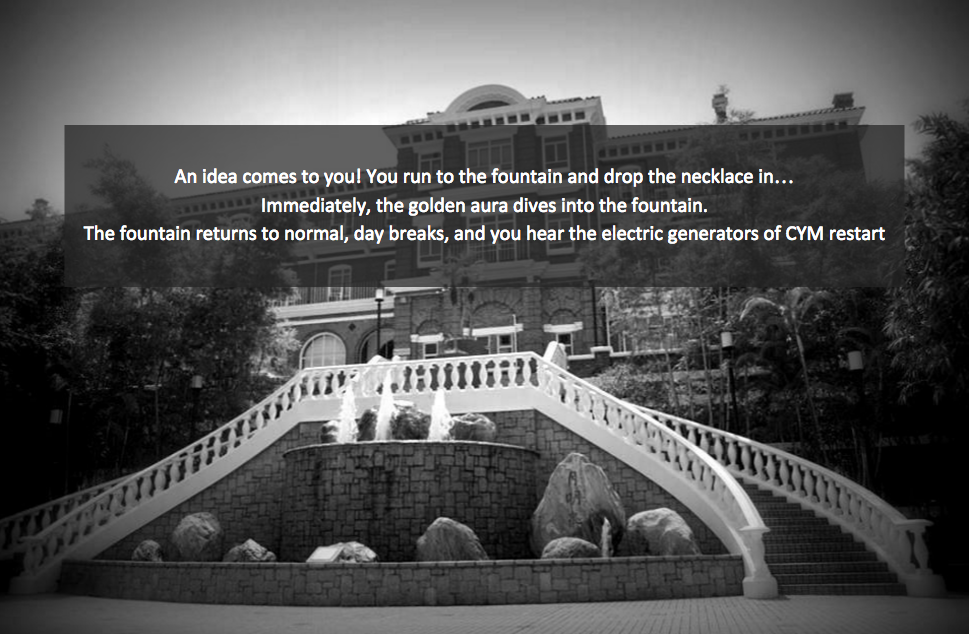 An idea comes to you! You run to the fountain and drop the necklace in…
Immediately, the golden aura dives into the fountain.
The fountain returns to normal, day breaks, and you hear the electric generators of CYM restart